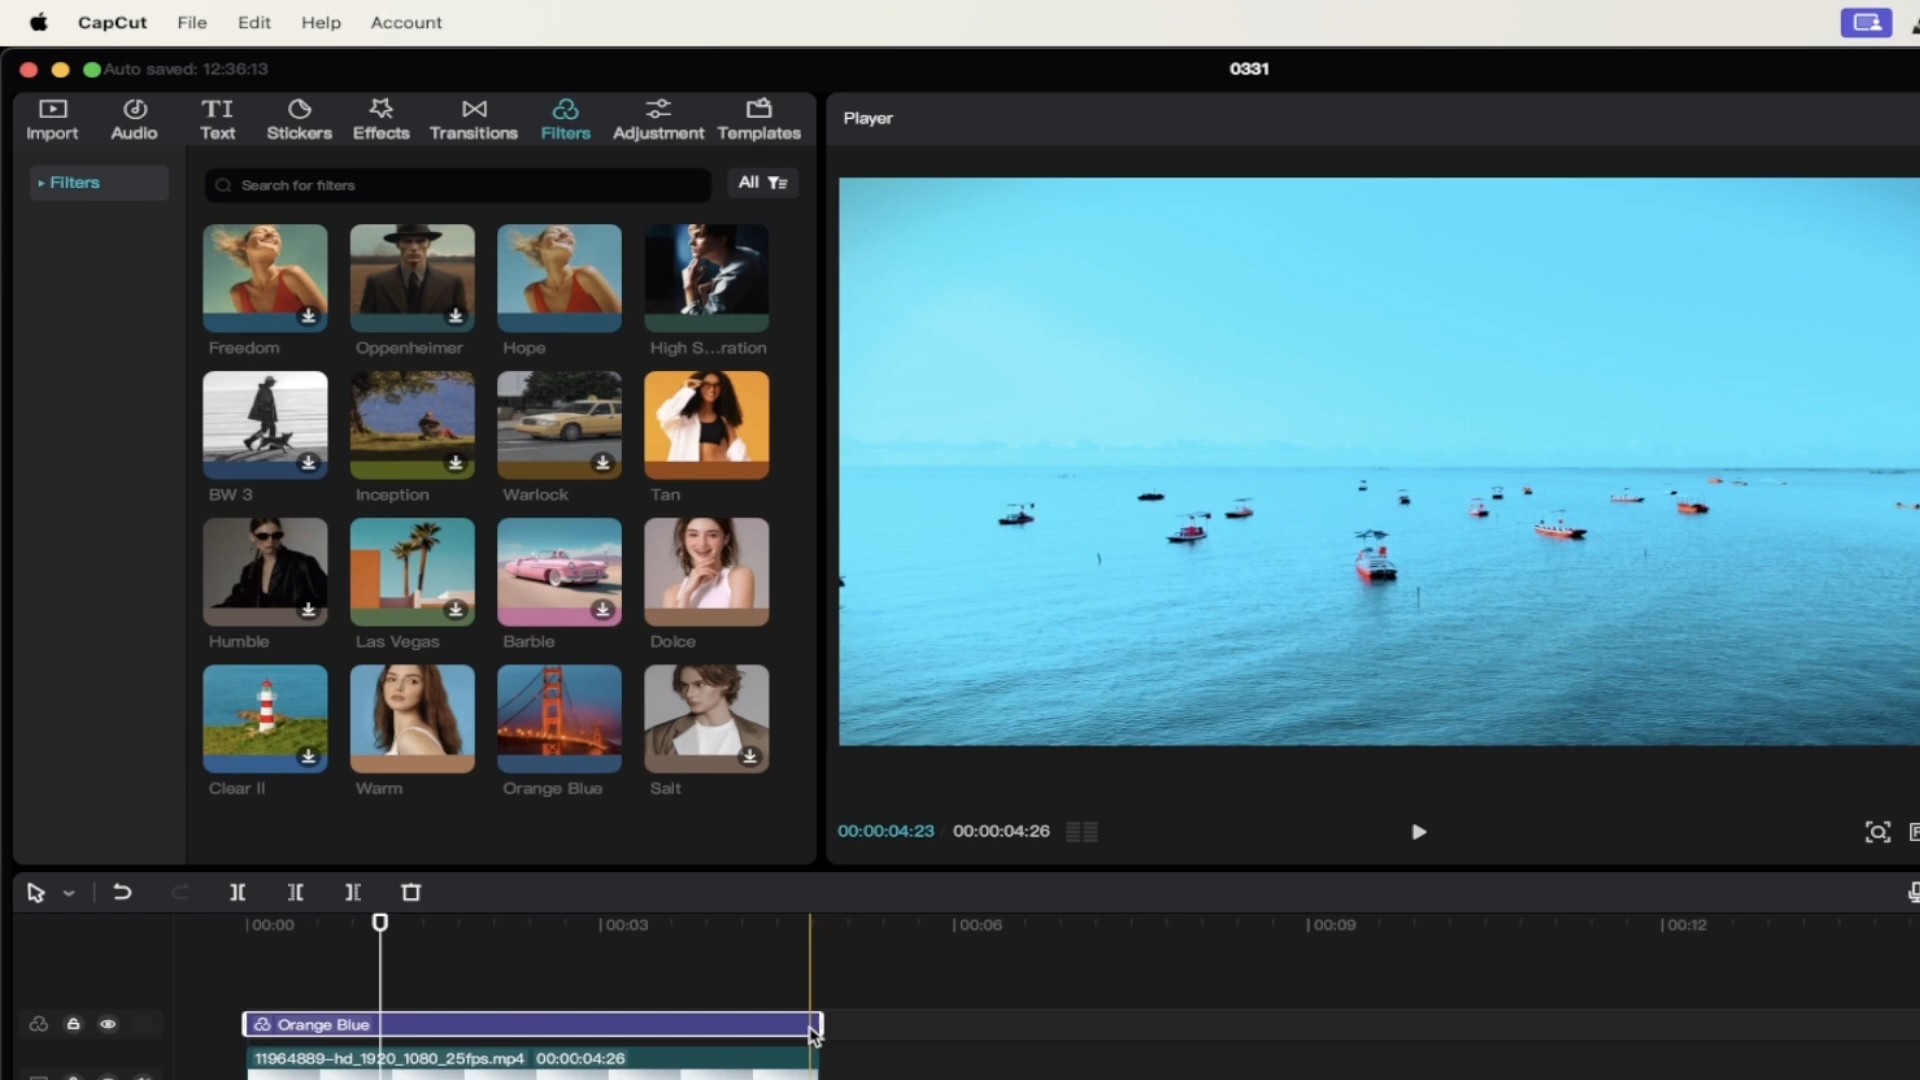 CapCut File Edit Help Account
Auto saved: 12:36:13
0331
Import Audio Text Stickers Effects Transitions Filters Adjustment Templates
Player
Filters
Search for filters
All
Freedom Oppenheimer Hope High S...ration
BW 3 Inception Warlock Tan
Humble Las Vegas Barbie Dolce
Clear II Warm Orange Blue Salt
00:00:04:23 00:00:04:26
00:00 00:03 00:06 00:09 00:12
Orange Blue
11964889-hd_1920_1080_25fps.mp4 00:00:04:26